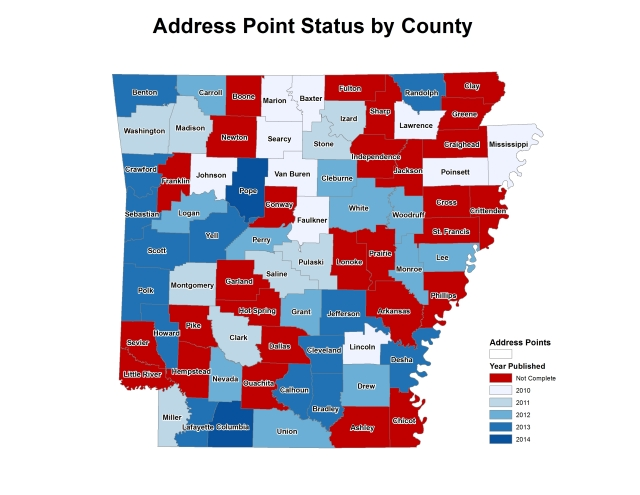 Address Point Status by County
Benton
Carroll
Boone
Marion
Baxter
Fulton
Sharp
Randolph
Clay
Greene
Washington
Madison
Newton
Searcy
Izard
Stone
Lawrence
Craighead
Mississippi
Independence
Jackson
Poinsett
Crawford
Franklin
Johnson
Pope
Van Buren
Cleburne
Conway
Sebastian
Logan
Faulkner
White
Woodruff
Cross
Crittenden
St. Francis
Scott
Yell
Perry
Pulaski
Saline
Lonoke
Prairie
Monroe
Lee
Polk
Montgomery
Garland
Hot Spring
Grant
Jefferson
Arkansas
Phillips
Howard
Pike
Clark
Dallas
Cleveland
Lincoln
Desha
Sevier
Little River
Hempstead
Nevada
Ouachita
Calhoun
Bradley
Drew
Miller
Lafayette
Columbia
Union
Ashley
Chicot
Address Points
Year Published
Not Complete
2010
2011
2012
2013
2014